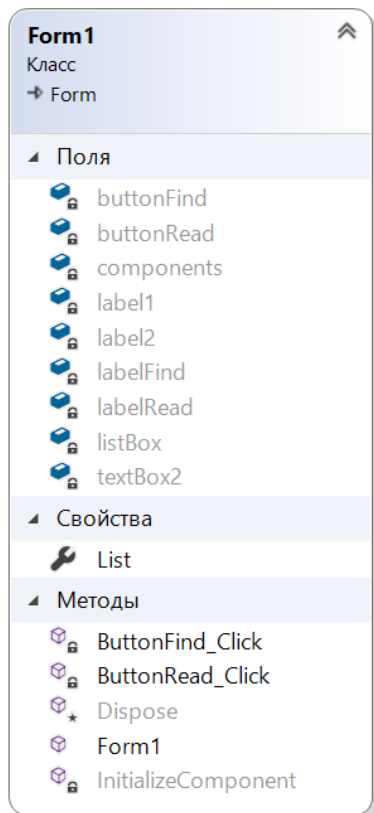 Form1
Класс
Form
Поля
buttonFind
buttonRead
components
label1
label2
labelFind
labelRead
listBox
textBox2
Свойства
List
Методы
ButtonFind_Click
ButtonRead_Click
Dispose
Form1
InitializeComponent